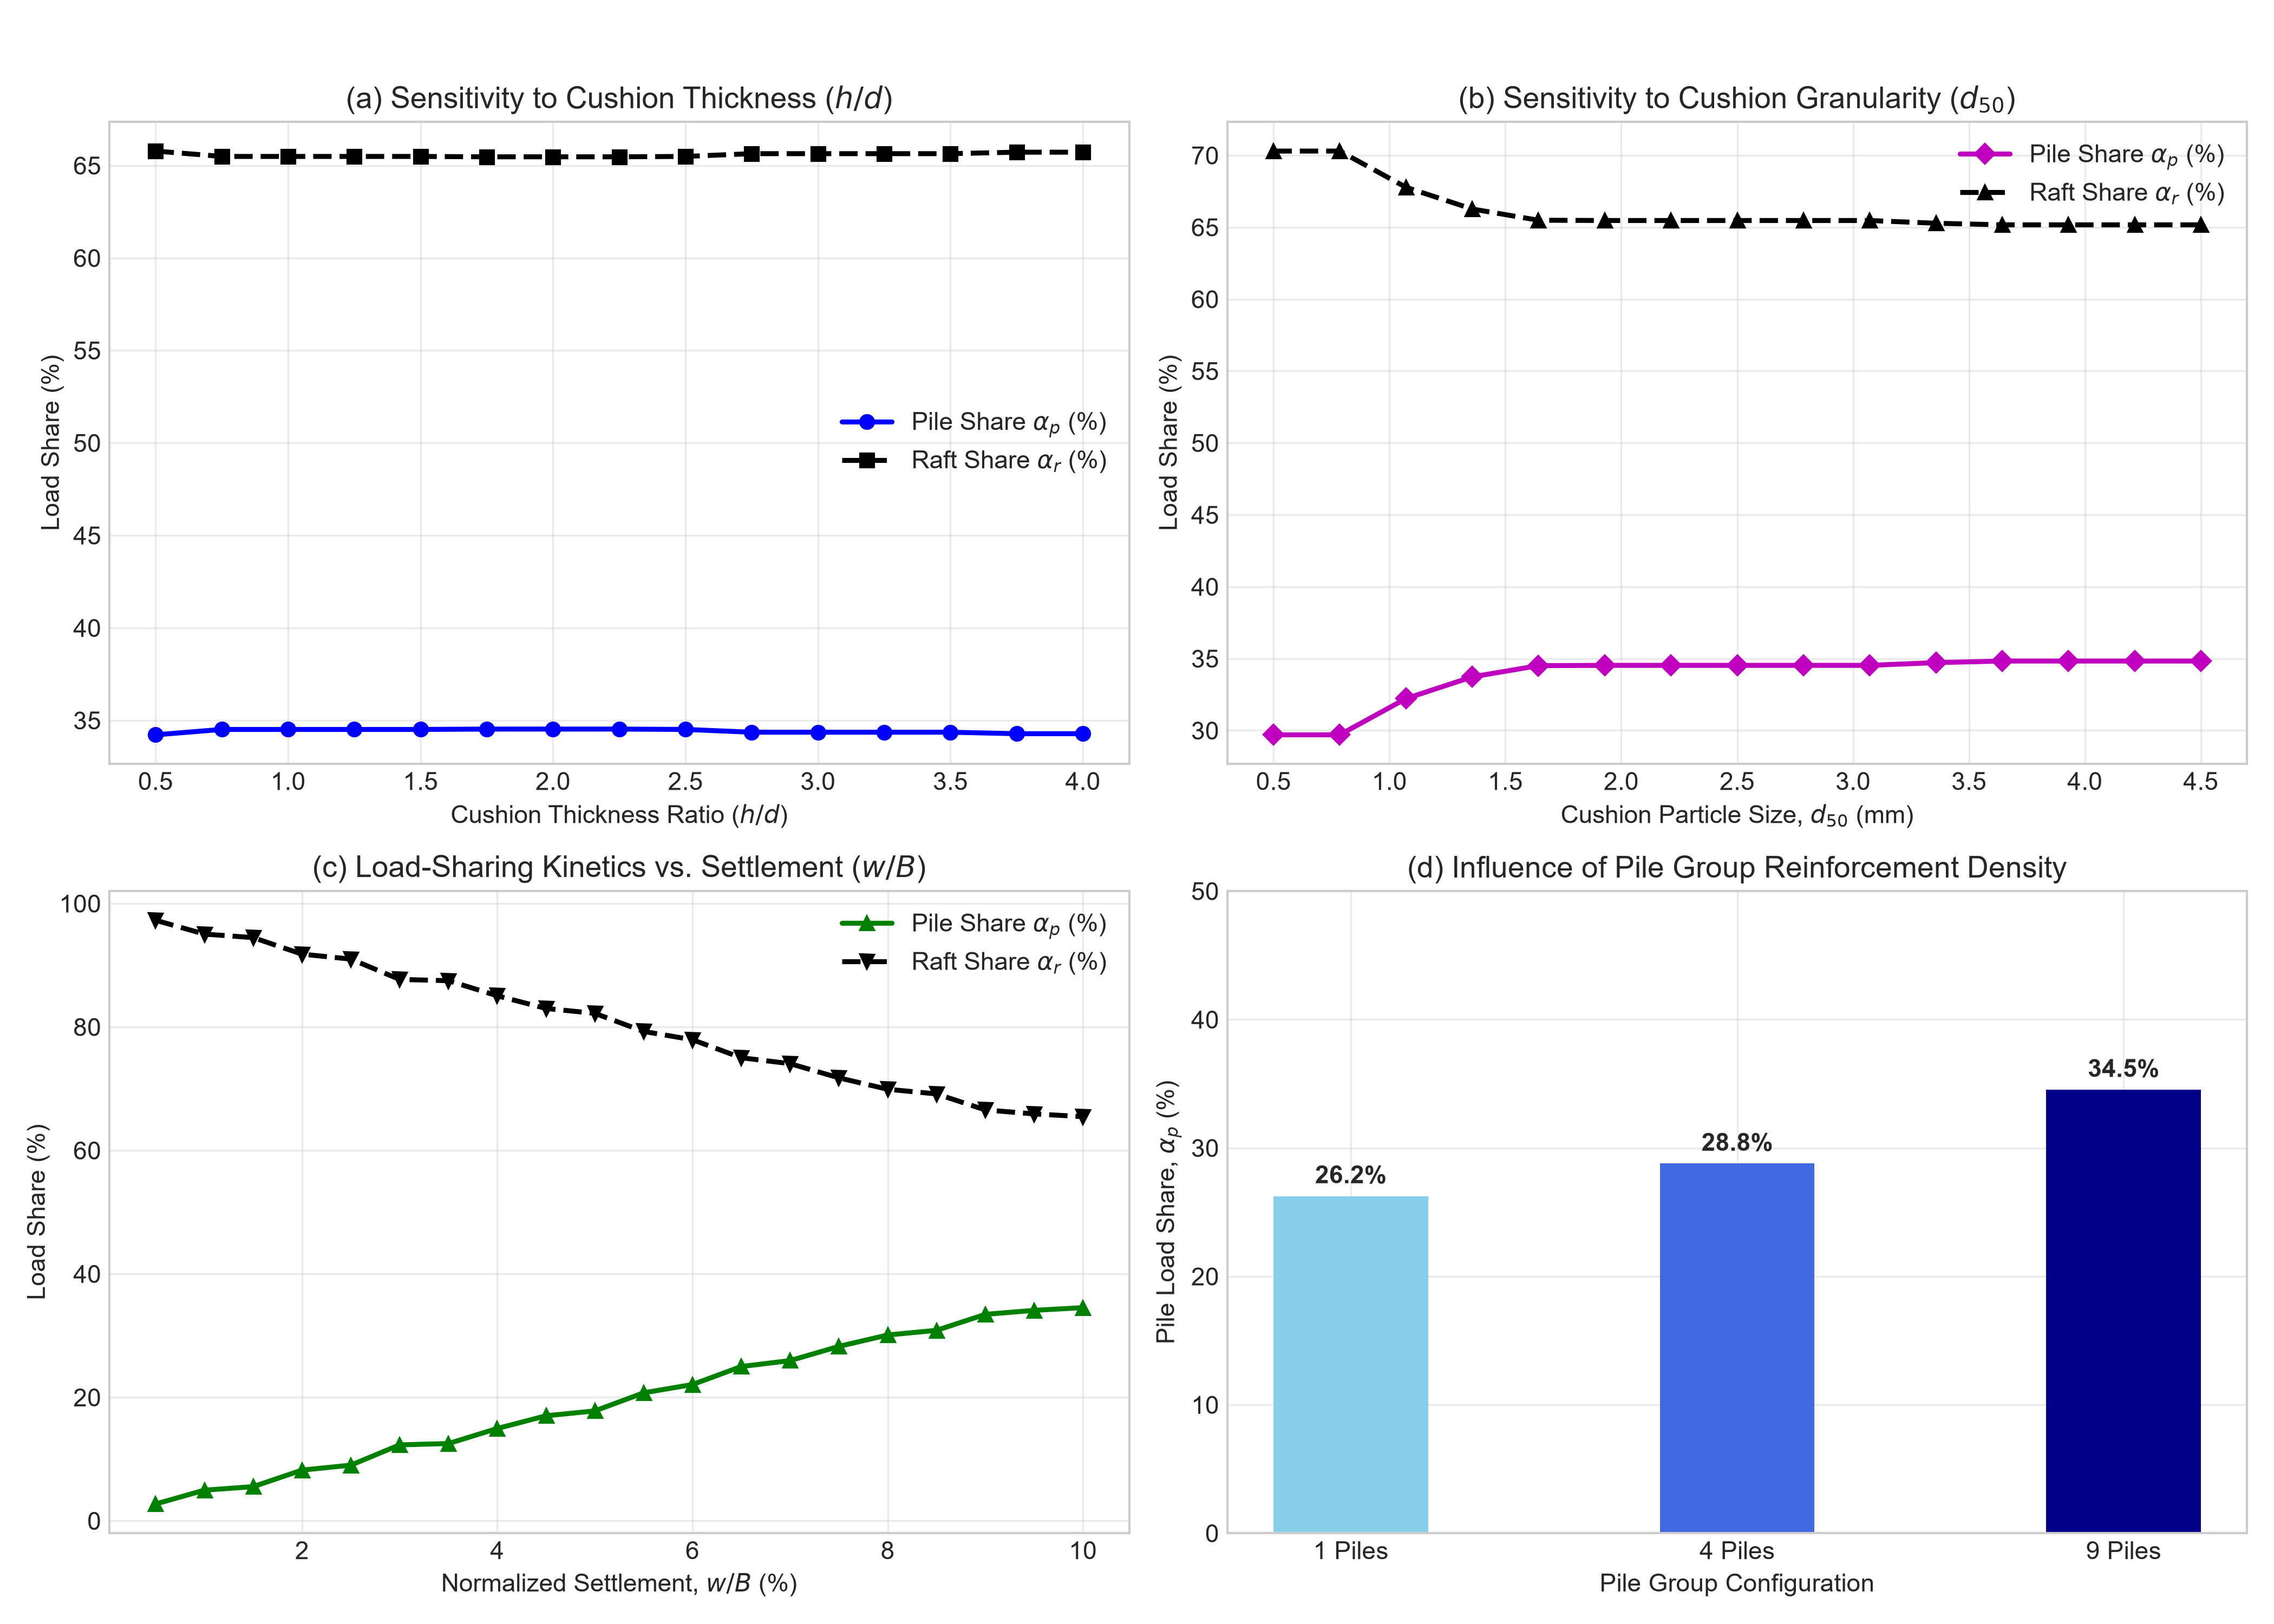 (a) Sensitivity to Cushion Thickness (h/d)
Load Share (%)
65
60
55
50
45
40
35
Pile Share αp (%)
Raft Share αr (%)
0.5 1.0 1.5 2.0 2.5 3.0 3.5 4.0
Cushion Thickness Ratio (h/d)
(b) Sensitivity to Cushion Granularity (d50)
Load Share (%)
70
65
60
55
50
45
40
35
30
Pile Share αp (%)
Raft Share αr (%)
0.5 1.0 1.5 2.0 2.5 3.0 3.5 4.0 4.5
Cushion Particle Size, d50 (mm)
(c) Load-Sharing Kinetics vs. Settlement (w/B)
Load Share (%)
100
80
60
40
20
0
Pile Share αp (%)
Raft Share αr (%)
2 4 6 8 10
Normalized Settlement, w/B (%)
(d) Influence of Pile Group Reinforcement Density
Pile Load Share, αp (%)
50
40
30
20
10
0
26.2%
28.8%
34.5%
1 Piles 4 Piles 9 Piles
Pile Group Configuration